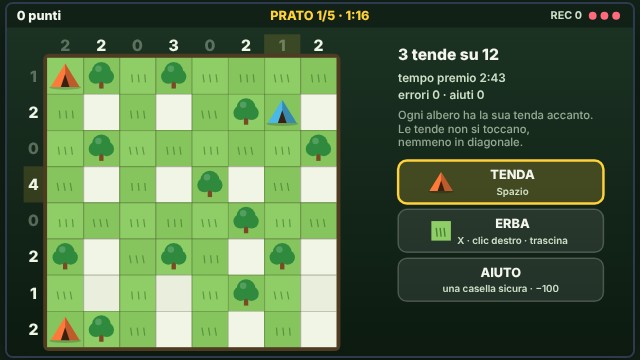 0 punti
PRATO 1/5 · 1:16
REC 0
2 2 0 3 0 2 1 2
1
2
0
4
0
2
1
2
3 tende su 12
tempo premio 2:43
errori 0 · aiuti 0
Ogni albero ha la sua tenda accanto.
Le tende non si toccano,
nemmeno in diagonale.
TENDA
Spazio
ERBA
X · clic destro · trascina
AIUTO
una casella sicura · −100